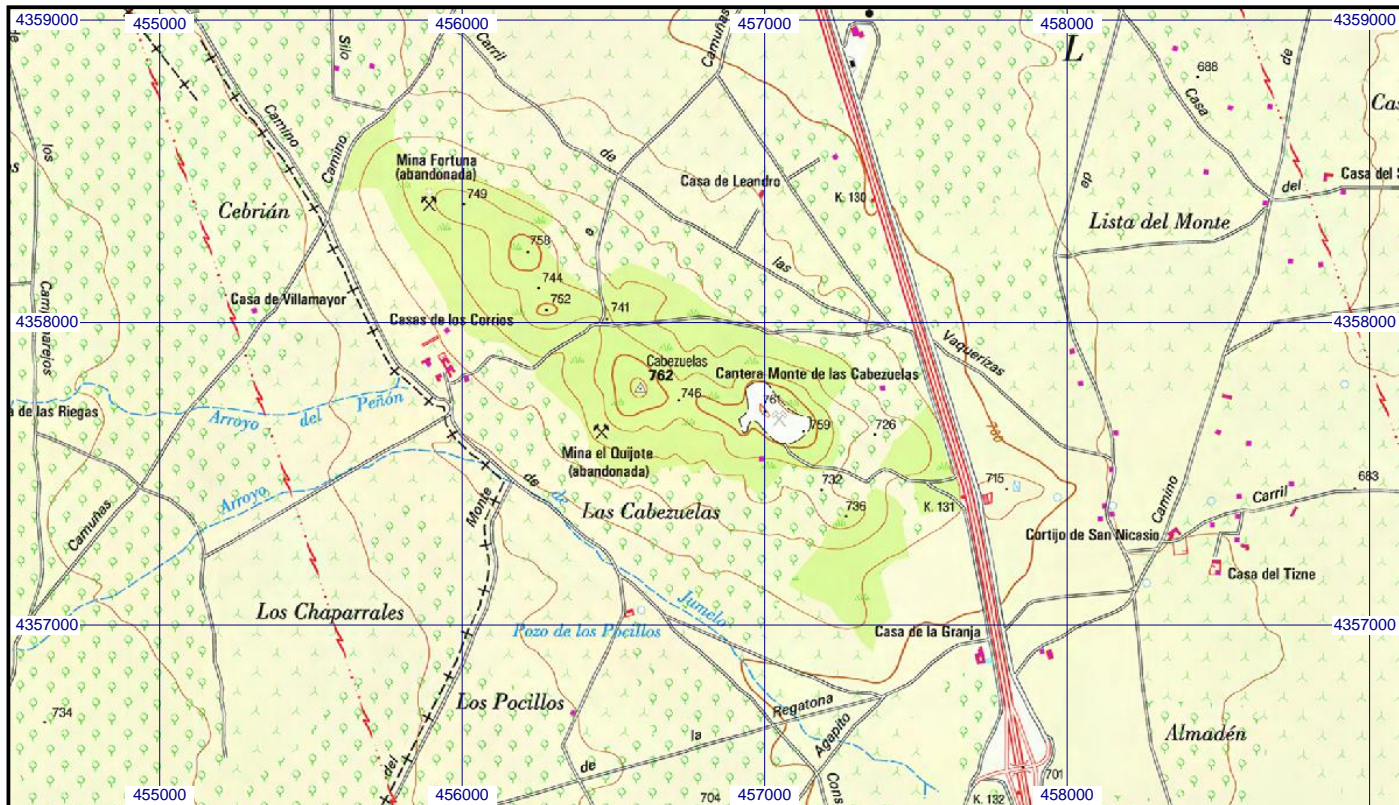 455000
456000
457000
458000
4359000
4359000
Silo
Carril
Camuñas
L
de
688
Casa
Cas
los
Camino
Camino
de
Mina Fortuna
(abandonada)
749
Casa de Leandro
K. 130
de
del
Casa del S
Cebrián
758
a
las
Lista del Monte
744
752
741
Casa de Villamayor
Casas de los Corrios
4358000
4358000
Camuñarejos
Vaquerizas
Cabezuelas
762
746
Cantera Monte de las Cabezuelas
761
759
726
700
a de las Riegas
Arroyo del Peñón
Mina el Quijote
(abandonada)
732
736
K. 131
715
683
Arroyo
Monte
de
de
Camino
Carril
Camuñas
Las Cabezuelas
Cortijo de San Nicasio
Casa del Tizne
Los Chaparrales
Jumelo
Pozo de los Pocillos
4357000
4357000
Casa de la Granja
Los Pocillos
734
Regatona
la
Agapito
de
del
Almadén
701
704
Cons
K. 132
455000
456000
457000
458000